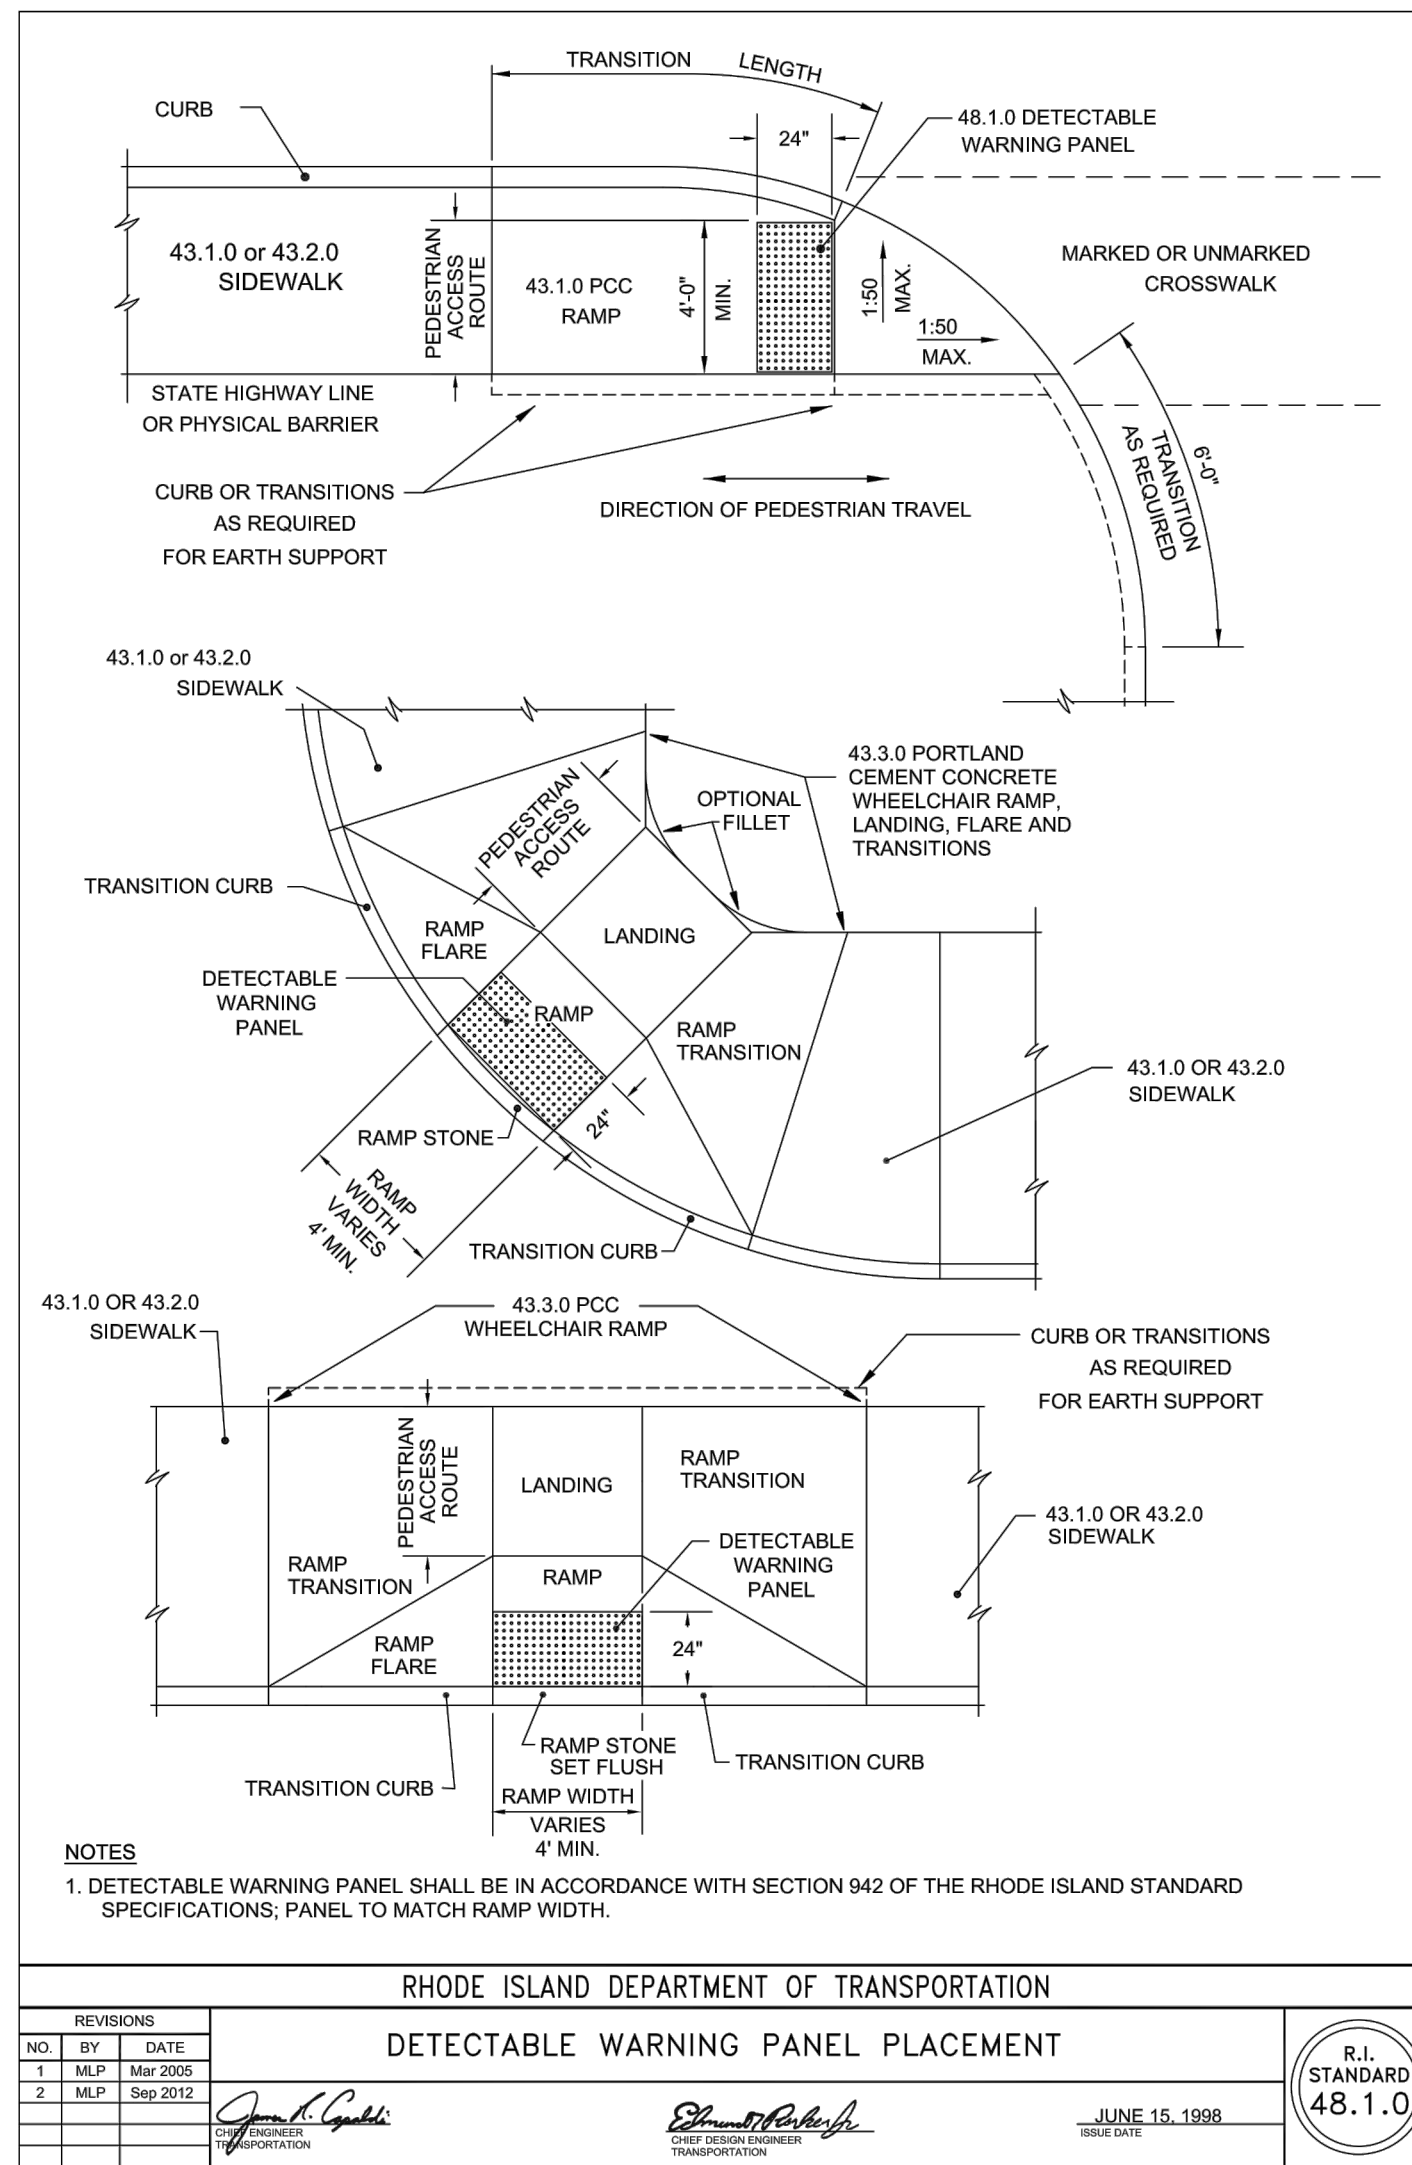 TRANSITION LENGTH
CURB
24"
48.1.0 DETECTABLE
WARNING PANEL
43.1.0 or 43.2.0
SIDEWALK
PEDESTRIAN
ACCESS
ROUTE
43.1.0 PCC
RAMP
4'-0"
MIN.
1:50
MAX.
1:50
MAX.
MARKED OR UNMARKED
CROSSWALK
STATE HIGHWAY LINE
OR PHYSICAL BARRIER
CURB OR TRANSITIONS
AS REQUIRED
FOR EARTH SUPPORT
DIRECTION OF PEDESTRIAN TRAVEL
6'-0"
TRANSITION
AS REQUIRED
43.1.0 or 43.2.0
SIDEWALK
PEDESTRIAN
ACCESS
ROUTE
OPTIONAL
FILLET
43.3.0 PORTLAND
CEMENT CONCRETE
WHEELCHAIR RAMP,
LANDING, FLARE AND
TRANSITIONS
TRANSITION CURB
RAMP
FLARE
LANDING
DETECTABLE
WARNING
PANEL
RAMP
RAMP
TRANSITION
43.1.0 OR 43.2.0
SIDEWALK
RAMP STONE
24"
RAMP
WIDTH
VARIES
4' MIN.
TRANSITION CURB
43.1.0 OR 43.2.0
SIDEWALK
43.3.0 PCC
WHEELCHAIR RAMP
CURB OR TRANSITIONS
AS REQUIRED
FOR EARTH SUPPORT
PEDESTRIAN
ACCESS
ROUTE
LANDING
RAMP
TRANSITION
43.1.0 OR 43.2.0
SIDEWALK
DETECTABLE
WARNING
PANEL
RAMP
TRANSITION
RAMP
RAMP
FLARE
24"
RAMP STONE
SET FLUSH
TRANSITION CURB
TRANSITION CURB
RAMP WIDTH
VARIES
4' MIN.
NOTES
1. DETECTABLE WARNING PANEL SHALL BE IN ACCORDANCE WITH SECTION 942 OF THE RHODE ISLAND STANDARD
SPECIFICATIONS; PANEL TO MATCH RAMP WIDTH.
RHODE ISLAND DEPARTMENT OF TRANSPORTATION
REVISIONS
NO. BY DATE
1 MLP Mar 2005
2 MLP Sep 2012
DETECTABLE WARNING PANEL PLACEMENT
James R. Capaldi
CHIEF ENGINEER
TRANSPORTATION
Edmund T Parker Jr
CHIEF DESIGN ENGINEER
TRANSPORTATION
JUNE 15, 1998
ISSUE DATE
R.I.
STANDARD
48.1.0